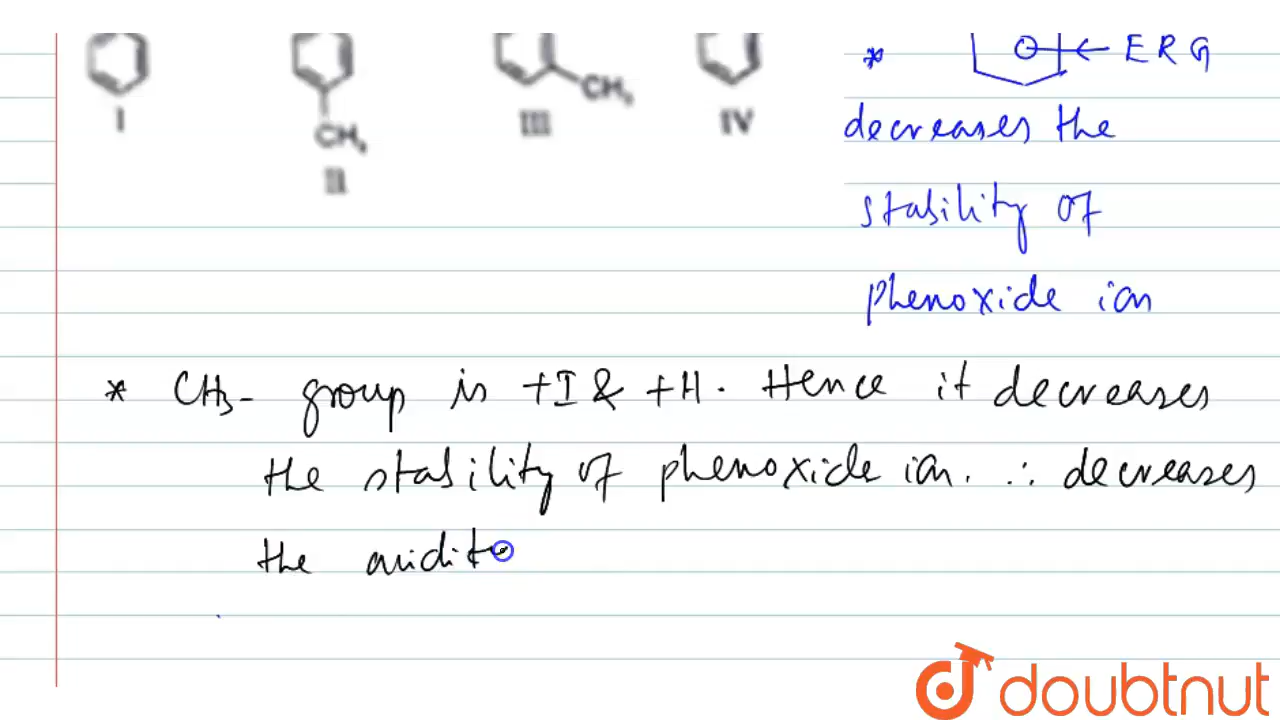 * ← E R G
I
CH₃
II
CH₃
III
IV
decreases the
stability of
phenoxide ion
* CH₃- group is +I & +H. Hence it decreases
the stability of phenoxide ion. ∴ decreases
the acidit
doubtnut